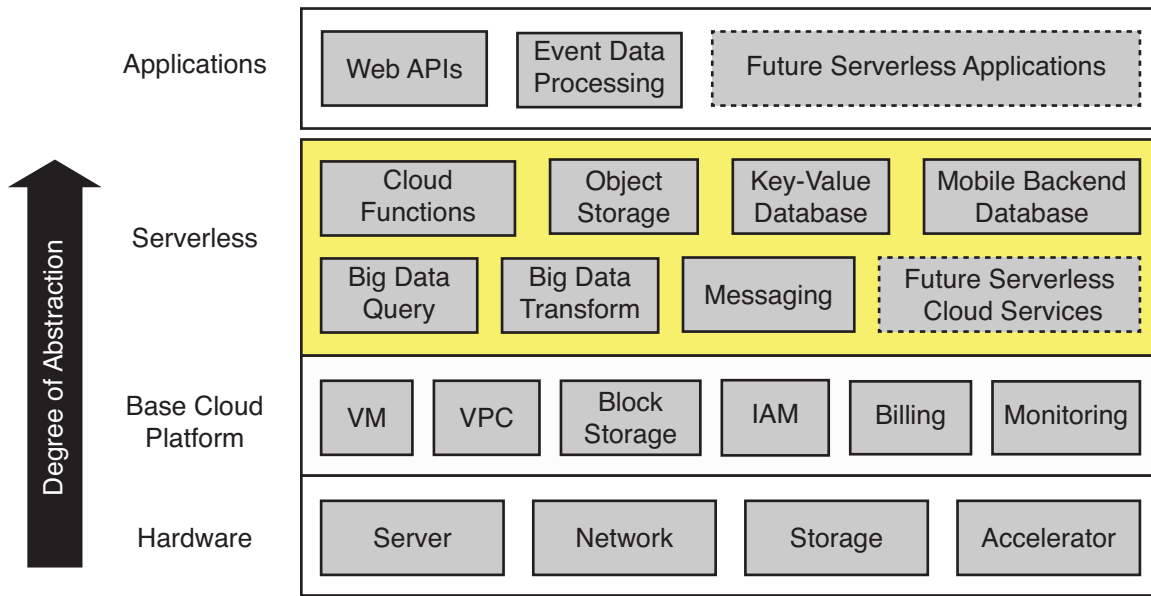 Applications
Web APIs
Event Data
Processing
Future Serverless Applications
Degree of Abstraction
Serverless
Cloud
Functions
Object
Storage
Key-Value
Database
Mobile Backend
Database
Big Data
Query
Big Data
Transform
Messaging
Future Serverless
Cloud Services
Base Cloud
Platform
VM
VPC
Block
Storage
IAM
Billing
Monitoring
Hardware
Server
Network
Storage
Accelerator